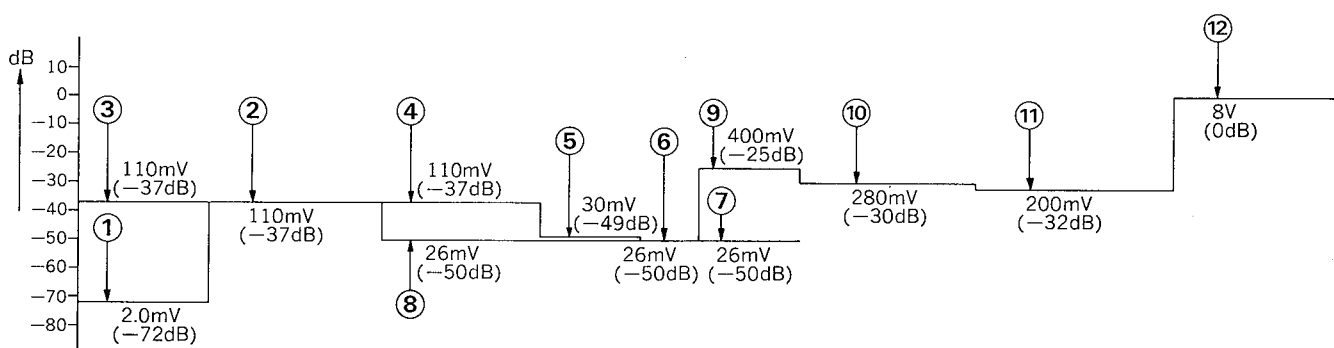 dB
10
0
−10
−20
−30
−40
−50
−60
−70
−80
③
110mV
(−37dB)
①
2.0mV
(−72dB)
②
110mV
(−37dB)
④
110mV
(−37dB)
26mV
(−50dB)
⑧
⑤
30mV
(−49dB)
⑥
26mV
(−50dB)
⑨
400mV
(−25dB)
⑦
26mV
(−50dB)
⑩
280mV
(−30dB)
⑪
200mV
(−32dB)
⑫
8V
(0dB)